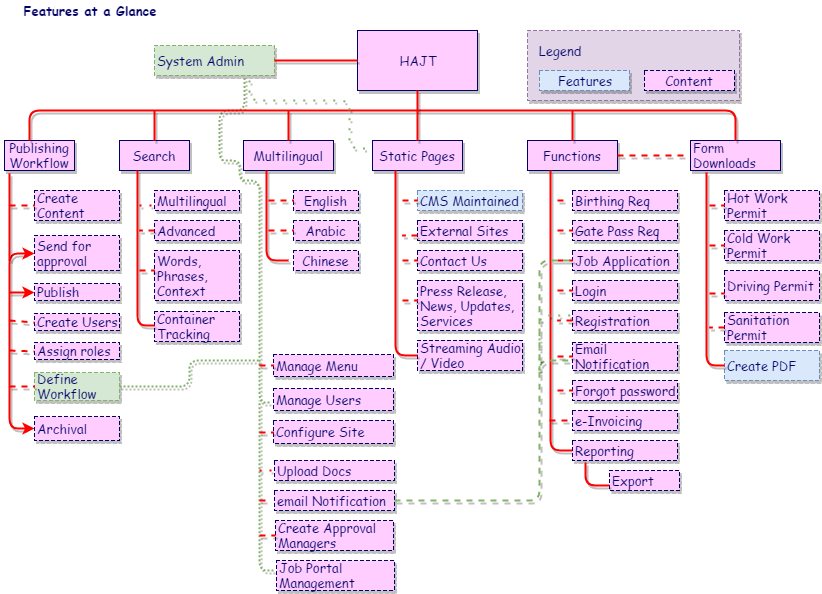 Features at a Glance
System Admin
HAJT
Legend
Features
Content
Publishing
Workflow
Search
Multilingual
Static Pages
Functions
Form
Downloads
Create
Content
Send for
approval
Publish
Create Users
Assign roles
Define
Workflow
Archival
Multilingual
Advanced
Words,
Phrases,
Context
Container
Tracking
English
Arabic
Chinese
Manage Menu
Manage Users
Configure Site
Upload Docs
email Notification
Create Approval
Managers
Job Portal
Management
CMS Maintained
External Sites
Contact Us
Press Release,
News, Updates,
Services
Streaming Audio
/ Video
Birthing Req
Gate Pass Req
Job Application
Login
Registration
Email
Notification
Forgot password
e-Invoicing
Reporting
Export
Hot Work
Permit
Cold Work
Permit
Driving Permit
Sanitation
Permit
Create PDF